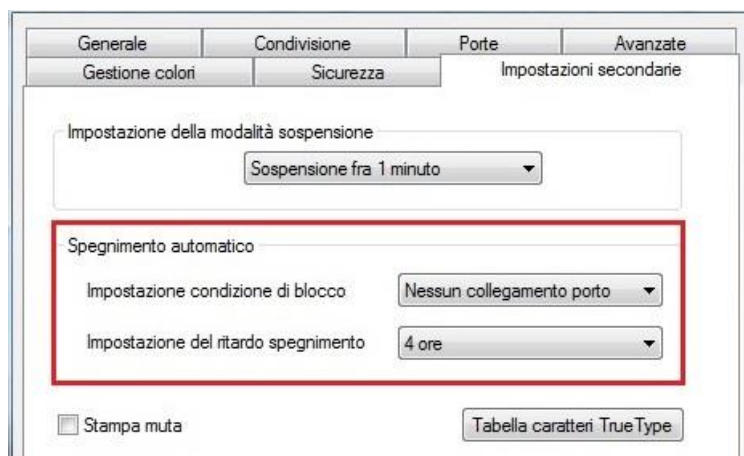 Generale Condivisione Porte Avanzate
Gestione colori Sicurezza Impostazioni secondarie
Impostazione della modalità sospensione
Sospensione fra 1 minuto
Spegnimento automatico
Impostazione condizione di blocco Nessun collegamento porto
Impostazione del ritardo spegnimento 4 ore
Stampa muta Tabella caratteri TrueType